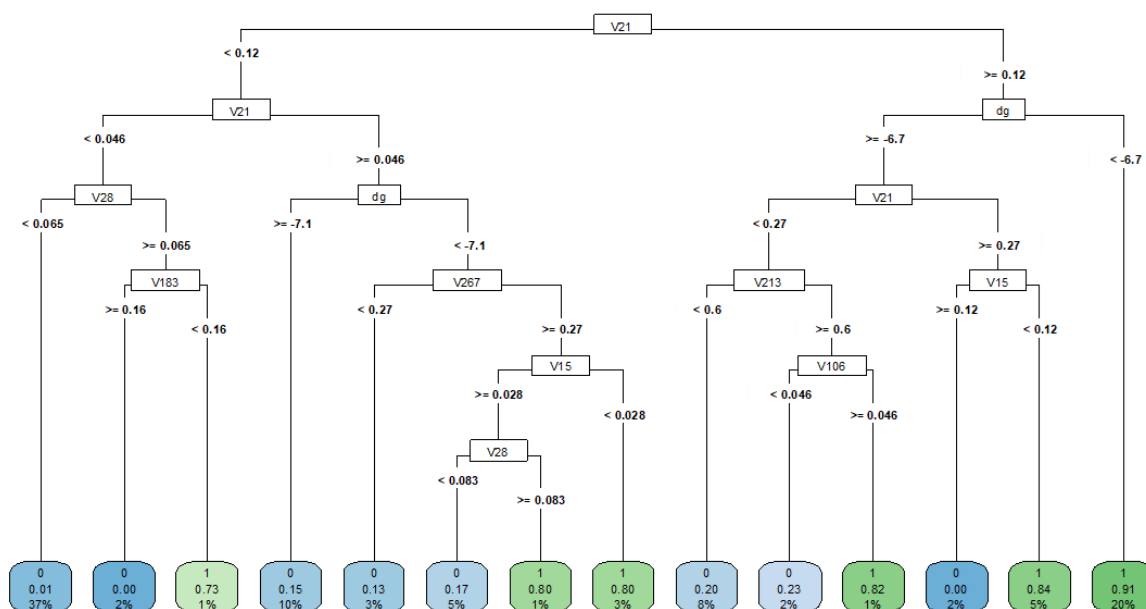 V21
< 0.12
>= 0.12
V21
dg
< 0.046
>= -6.7
>= 0.046
< -6.7
V28
dg
V21
< 0.065
>= -7.1
< 0.27
>= 0.065
< -7.1
>= 0.27
V183
V267
V213
V15
>= 0.16
< 0.27
< 0.6
>= 0.12
< 0.16
>= 0.27
>= 0.6
< 0.12
V15
V106
>= 0.028
< 0.046
< 0.028
>= 0.046
V28
< 0.083
>= 0.083
0 0 1 0 0 0 1 1 0 0 1 0 1 1
0.01 0.00 0.73 0.15 0.13 0.17 0.80 0.80 0.20 0.23 0.82 0.00 0.84 0.91
37% 2% 1% 10% 3% 5% 1% 3% 8% 2% 1% 2% 5% 20%